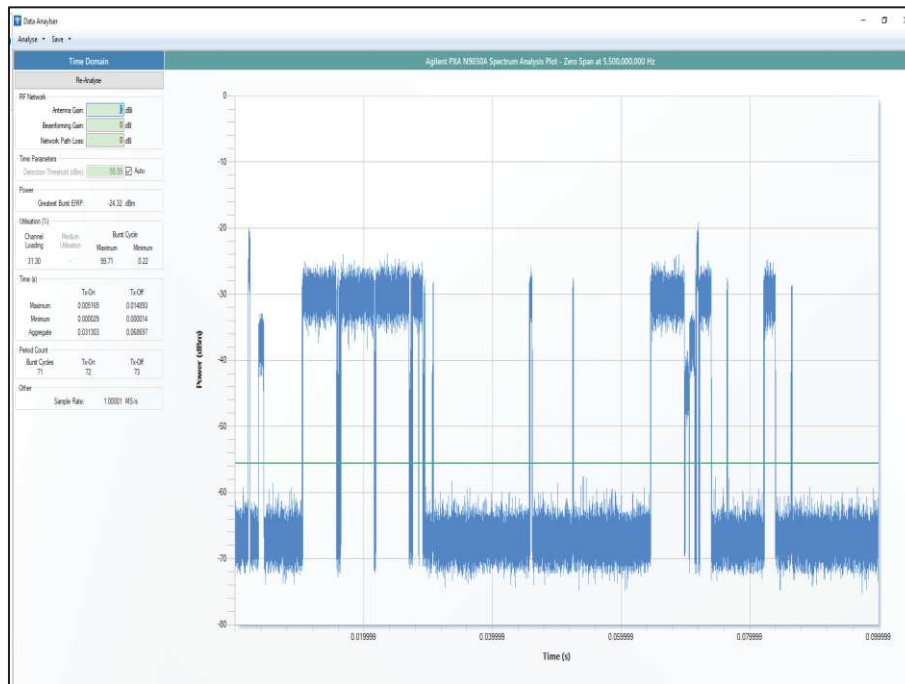 Data Anaylser
Analyse Save
Time Domain
Re-Analyse
RF Network
Antenna Gain: dBi
Beamforming Gain: 0 dB
Network Path Loss: 0 dB
Time Parameters
Detection Threshold (dBm): Auto
Power
Greatest Burst EIRP: -24.32 dBm
Utilisation (%)
Channel Loading Medium Utilisation Burst Cycle
Maximum Minimum
31.30 - 99.71 0.22
Time (s)
Tx-On Tx-Off
Maximum 0.005165 0.014893
Minimum 0.000029 0.000014
Aggregate 0.031303 0.068697
Period Count
Burst Cycles Tx-On Tx-Off
71 72 73
Other
Sample Rate: 1.00001 MS/s
Agilent PXA N9030A Spectrum Analysis Plot - Zero Span at 5,500,000,000 Hz
0
-10
-20
-30
-40
-50
-60
-70
-80
Power (dBm)
0.019999 0.039999 0.059999 0.079999 0.099999
Time (s)